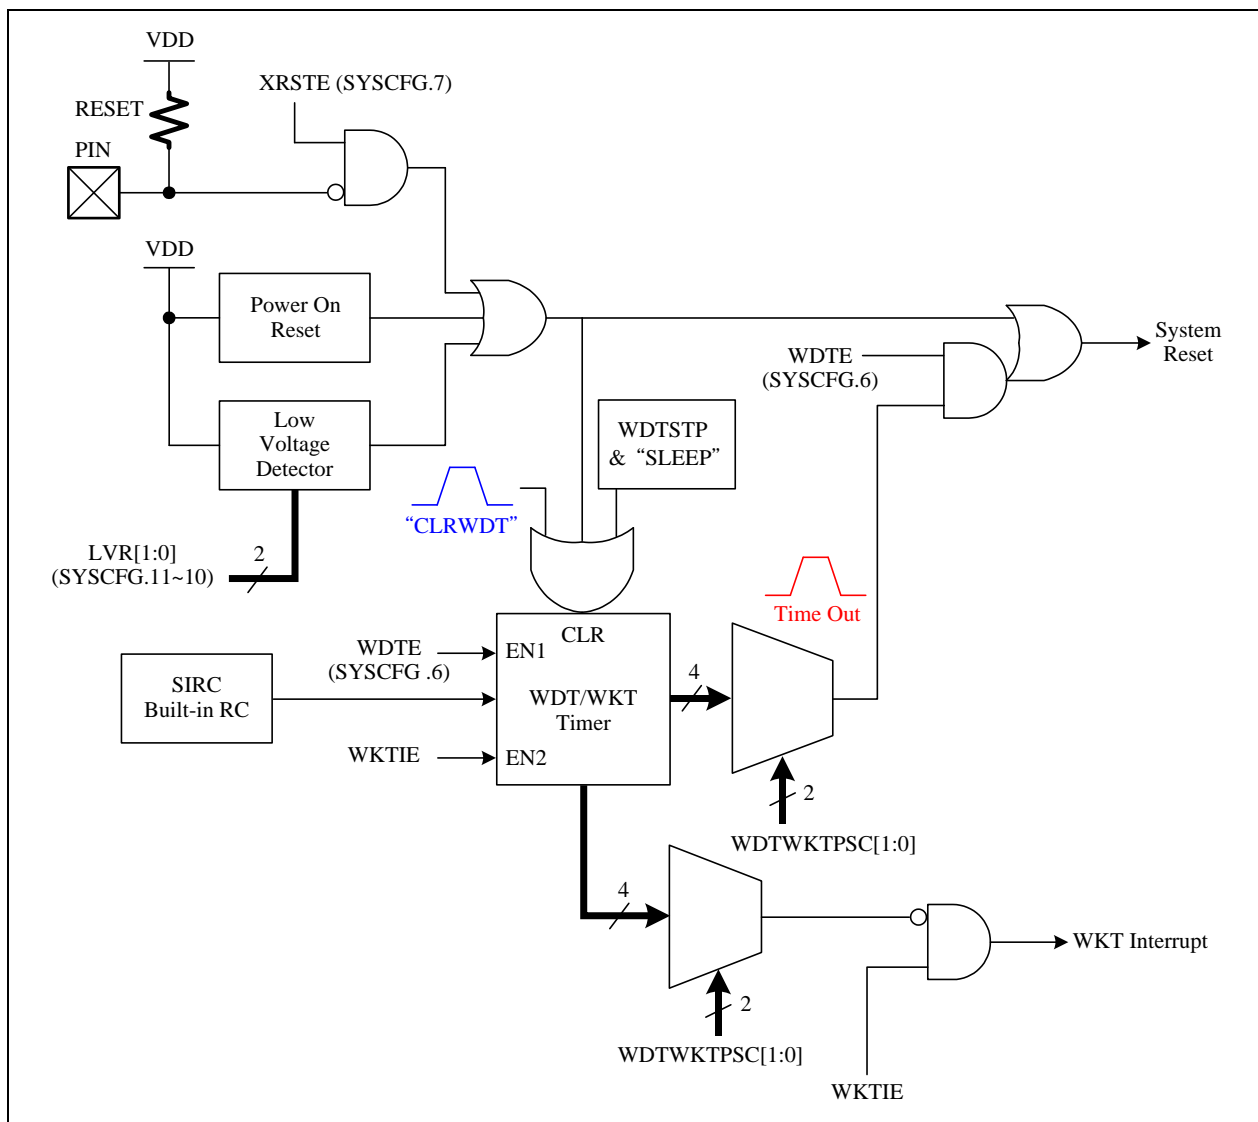 VDD
XRSTE (SYSCFG.7)
RESET
PIN
VDD
Power On
Reset
System
Reset
WDTE
(SYSCFG.6)
Low
Voltage
Detector
WDTSTP
& “SLEEP”
“CLRWDT”
LVR[1:0]
(SYSCFG.11~10)
2
Time Out
CLR
WDTE
(SYSCFG .6)
EN1
4
SIRC
Built-in RC
WDT/WKT
Timer
WKTIE
EN2
2
WDTWKTPSC[1:0]
4
WKT Interrupt
2
WDTWKTPSC[1:0]
WKTIE